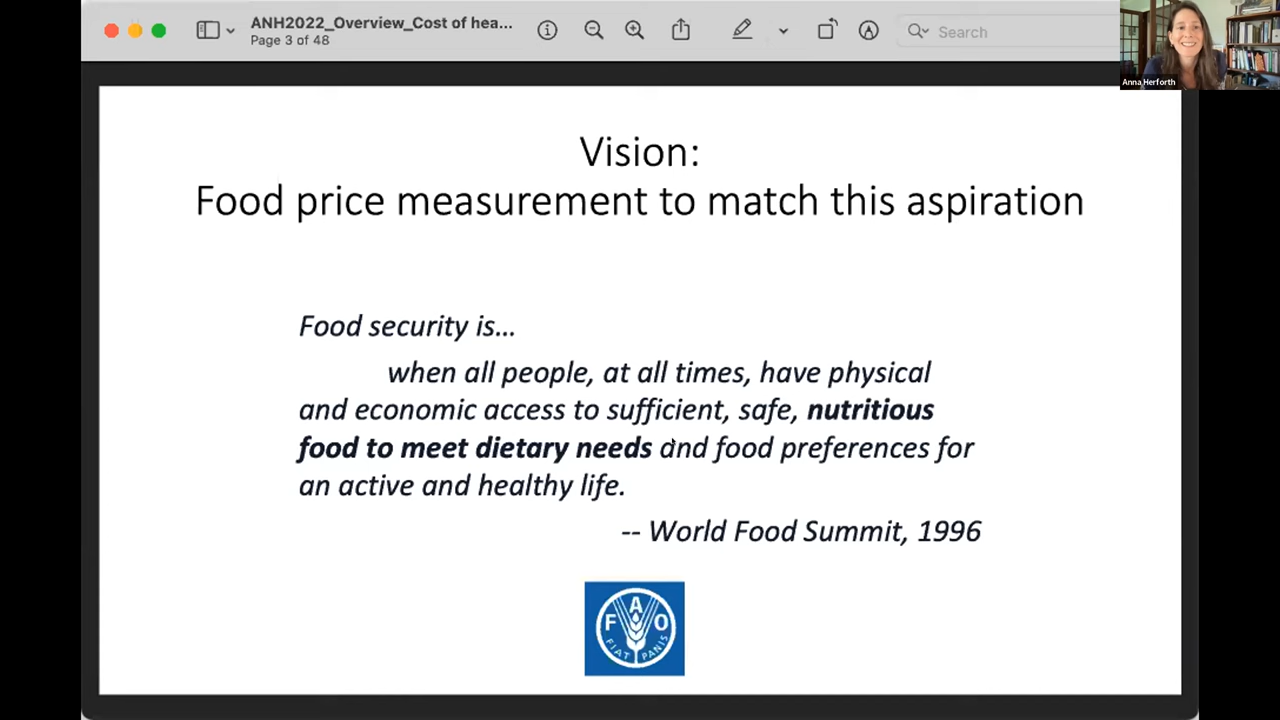 ANH2022_Overview_Cost of hea...
Page 3 of 48
Search
Anna Herforth
Vision:
Food price measurement to match this aspiration
Food security is...
when all people, at all times, have physical
and economic access to sufficient, safe, nutritious
food to meet dietary needs and food preferences for
an active and healthy life.
-- World Food Summit, 1996
F A O
FIAT PANIS